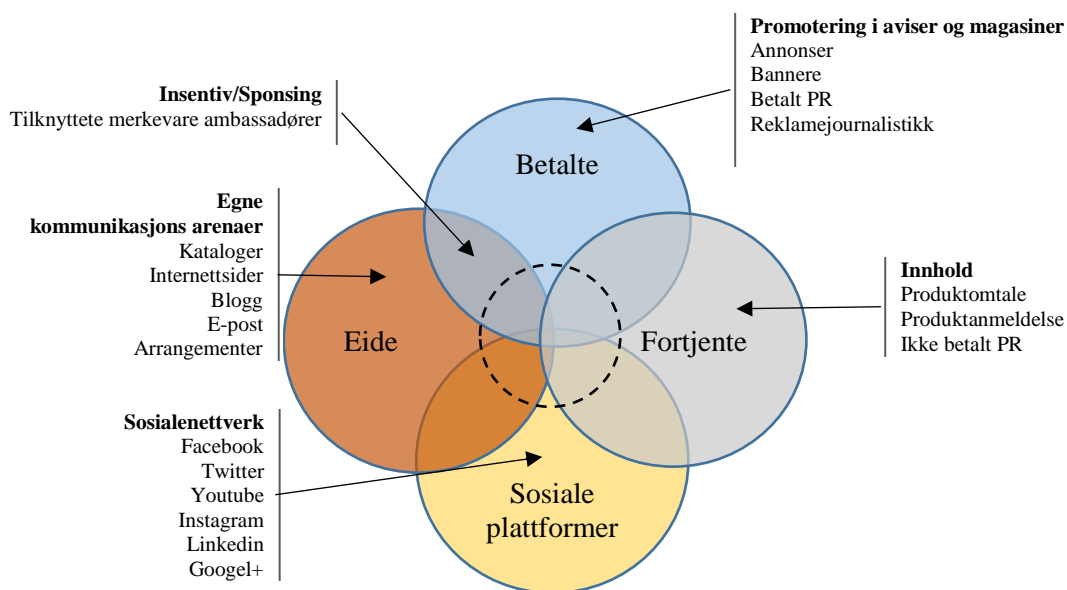 Promotering i aviser og magasiner
Annonser
Bannere
Betalt PR
Reklamejournalistikk
Insentiv/Sponsing
Tilknyttete merkevare ambassadører
Betalte
Egne
kommunikasjons arenaer
Kataloger
Internettsider
Blogg
E-post
Arrangementer
Eide
Fortjente
Innhold
Produktomtale
Produktanmeldelse
Ikke betalt PR
Sosialenettverk
Facebook
Twitter
Youtube
Instagram
Linkedin
Googel+
Sosiale
plattformer